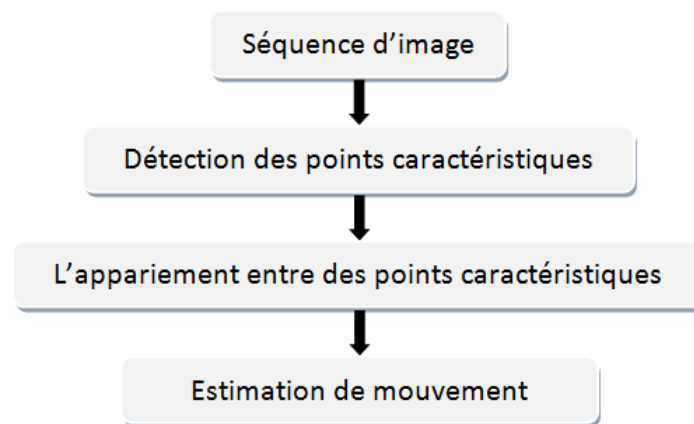 Séquence d’image
Détection des points caractéristiques
L’appariement entre des points caractéristiques
Estimation de mouvement